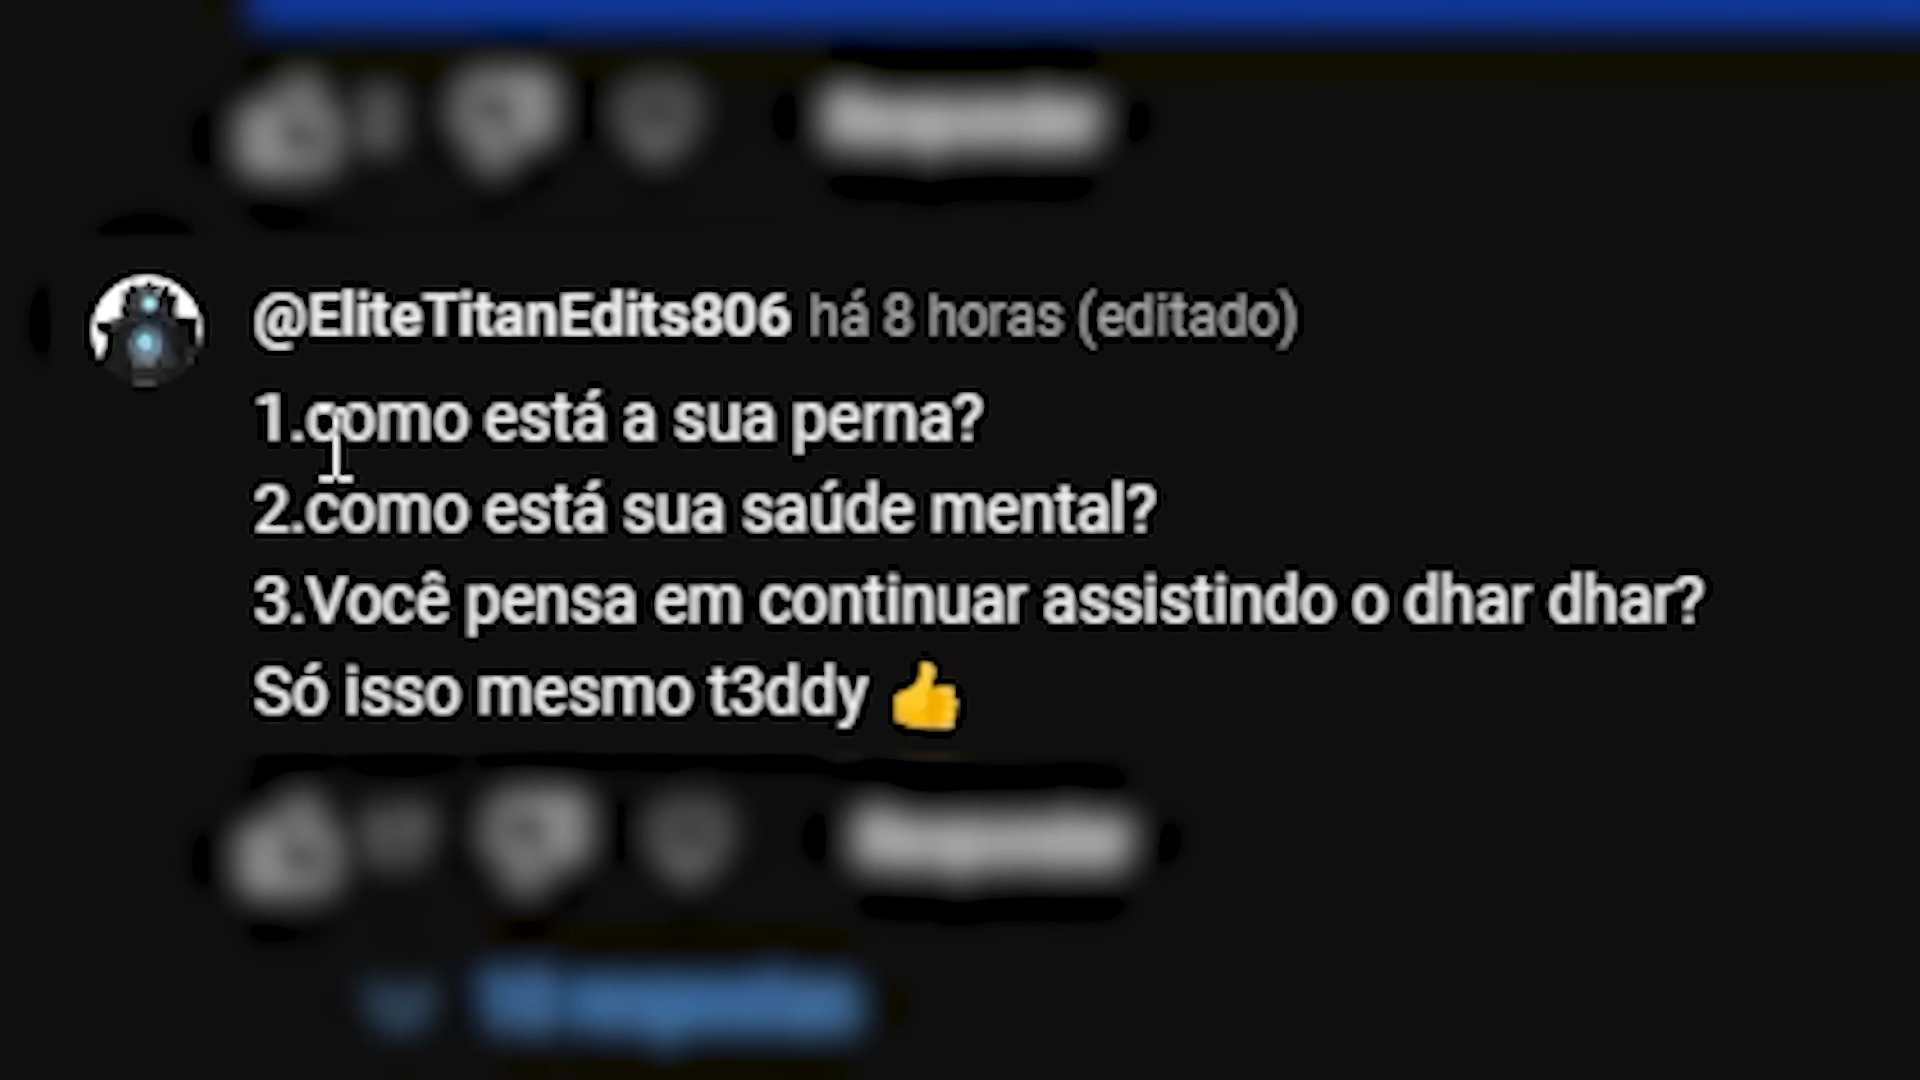 @EliteTitanEdits806 há 8 horas (editado)
1.como está a sua perna?
2.como está sua saúde mental?
3.Você pensa em continuar assistindo o dhar dhar?
Só isso mesmo t3ddy 👍